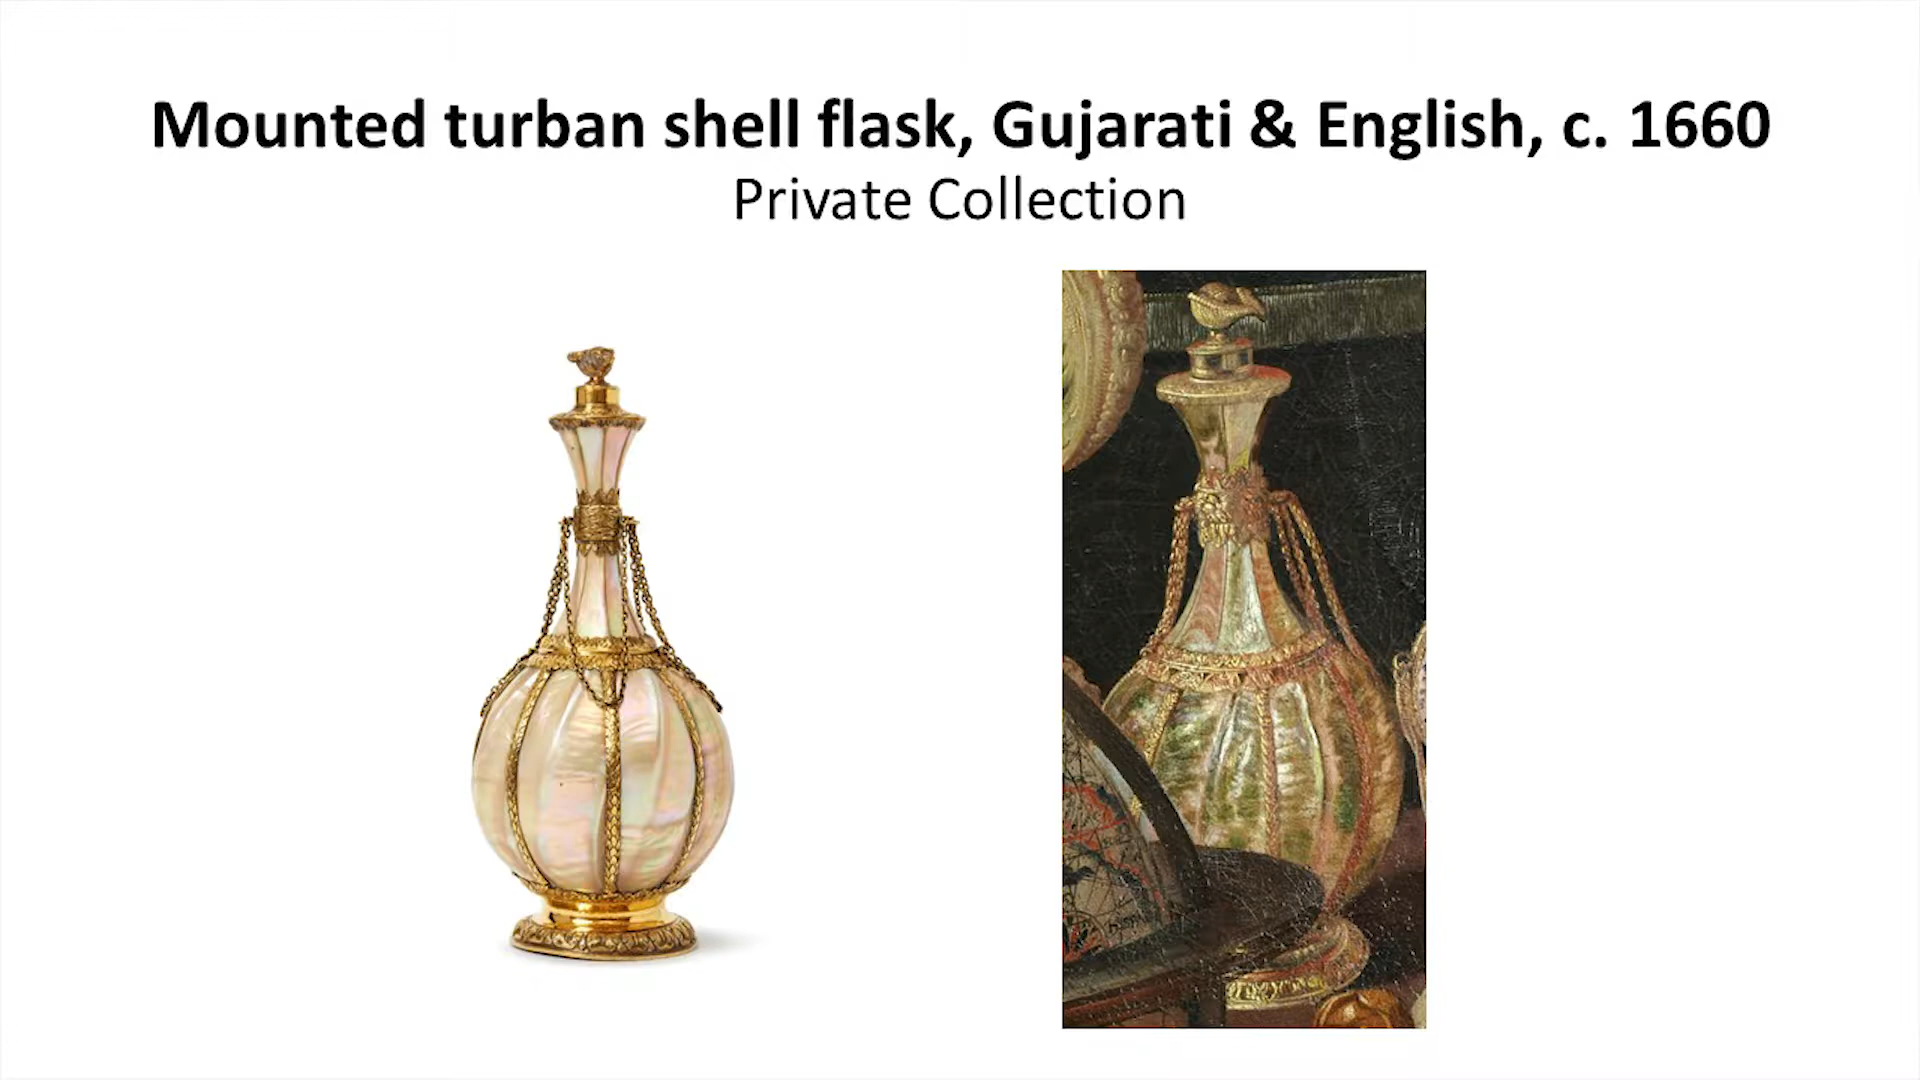 Mounted turban shell flask, Gujarati & English, c. 1660
Private Collection